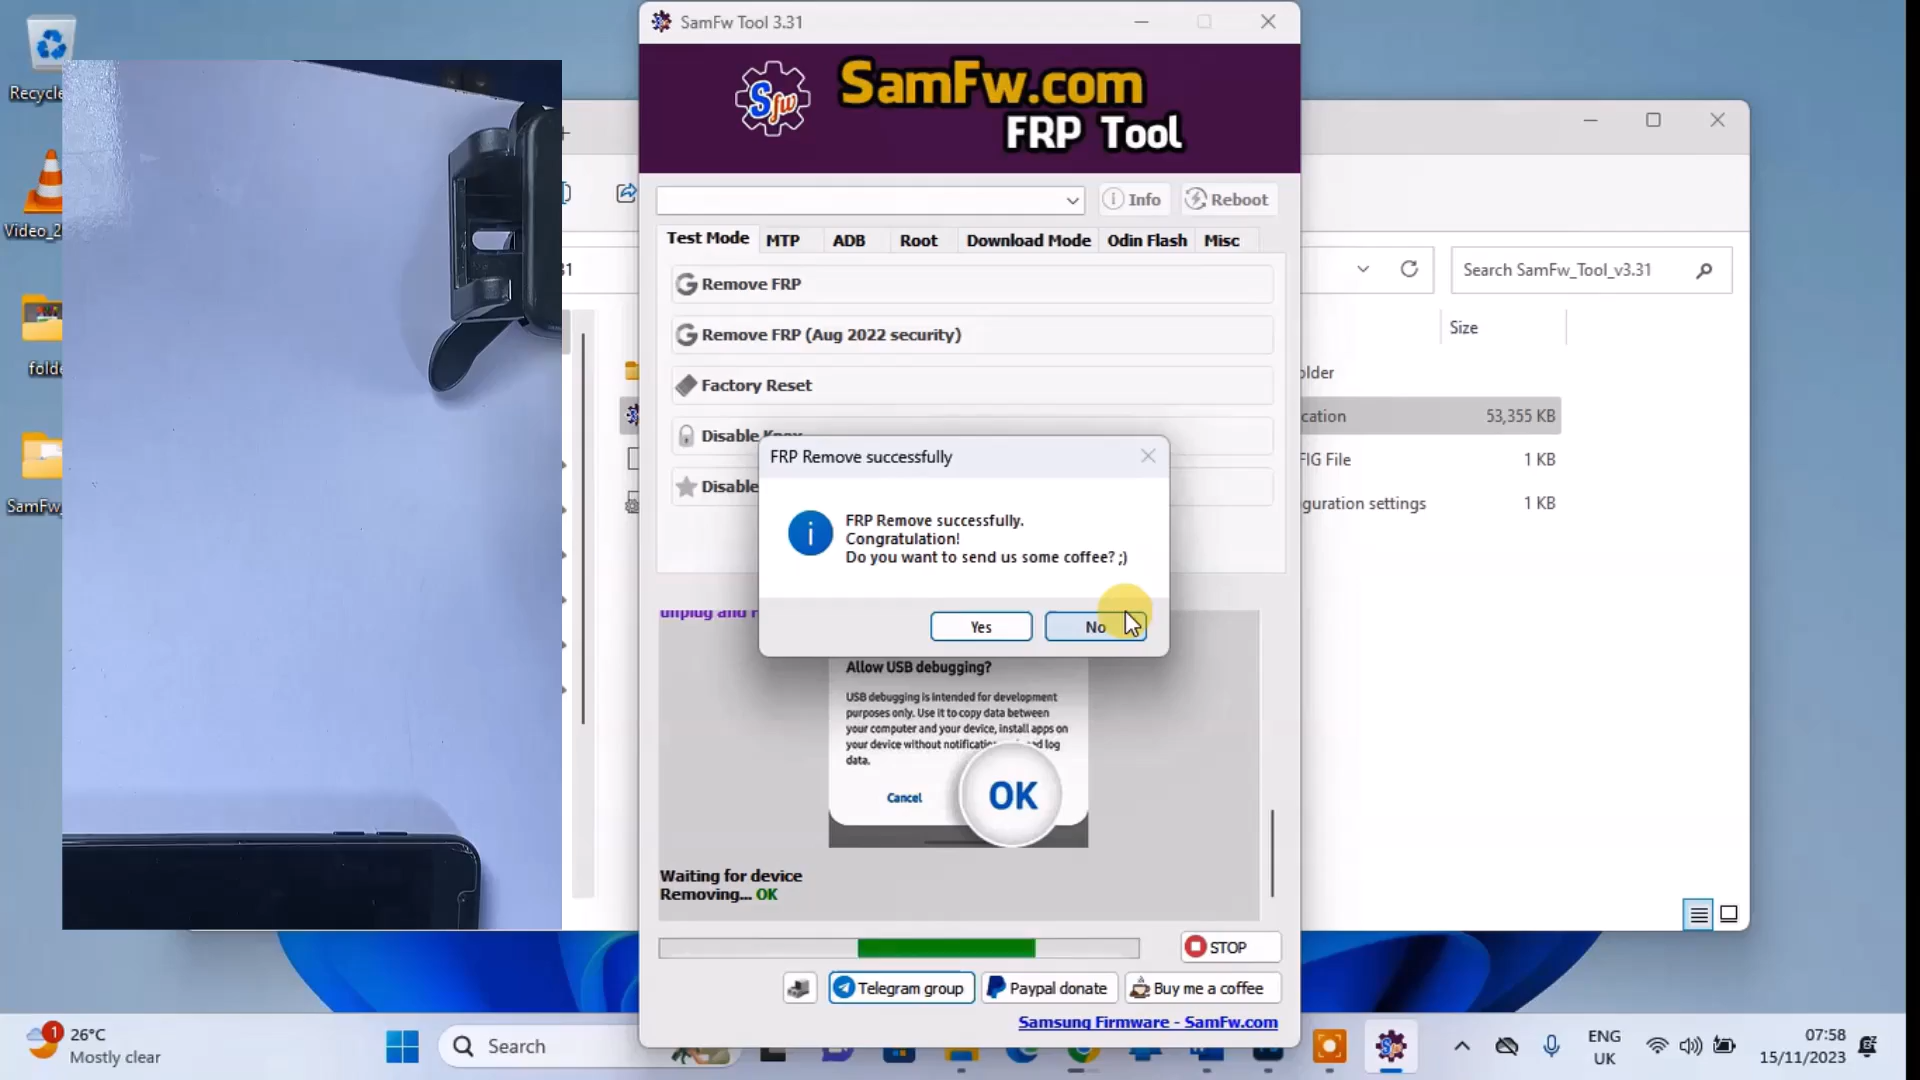 SamFw Tool 3.31
Recycle
SamFw.com
FRP Tool
Sfw
Info
Reboot
Video_2
Test Mode
MTP
ADB
Root
Download Mode
Odin Flash
Misc
Search SamFw_Tool_v3.31
Remove FRP
Size
Remove FRP (Aug 2022 security)
Factory Reset
53,355 KB
Disable
FRP Remove successfully
1 KB
Disable
guration settings
1 KB
SamFw
FRP Remove successfully.
Congratulation!
Do you want to send us some coffee? ;)
Yes
No
Allow USB debugging?
USB debugging is intended for development
purposes only. Use it to copy data between
your computer and your device, install apps on
your device without
log
data.
Cancel
OK
Waiting for device
Removing... OK
STOP
Telegram group
Paypal donate
Buy me a coffee
Samsung Firmware - SamFw.com
1
26°C
Mostly clear
Search
ENG
UK
07:58
15/11/2023